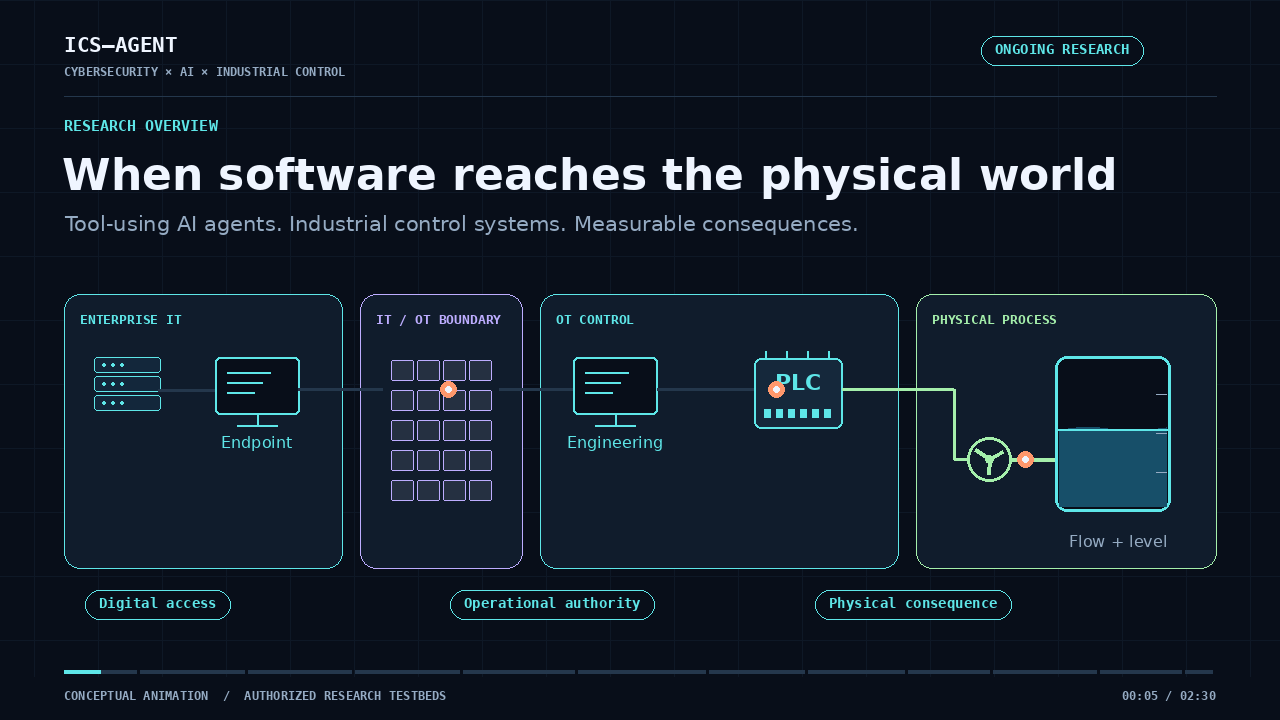 ICS—AGENT
CYBERSECURITY × AI × INDUSTRIAL CONTROL
ONGOING RESEARCH
RESEARCH OVERVIEW
When software reaches the physical world
Tool-using AI agents. Industrial control systems. Measurable consequences.
ENTERPRISE IT
IT / OT BOUNDARY
OT CONTROL
PHYSICAL PROCESS
PLC
Endpoint
Engineering
Flow + level
Digital access
Operational authority
Physical consequence
CONCEPTUAL ANIMATION / AUTHORIZED RESEARCH TESTBEDS
00:05 / 02:30